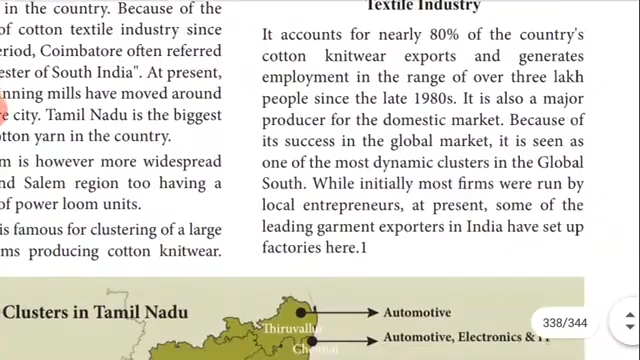 in the country. Because of the
of cotton textile industry since
eriod, Coimbatore often referred
ester of South India". At present,
inning mills have moved around
e city. Tamil Nadu is the biggest
otton yarn in the country.
m is however more widespread
nd Salem region too having a
of power loom units.
is famous for clustering of a large
ms producing cotton knitwear.
Textile Industry
It accounts for nearly 80% of the country's
cotton knitwear exports and generates
employment in the range of over three lakh
people since the late 1980s. It is also a major
producer for the domestic market. Because of
its success in the global market, it is seen as
one of the most dynamic clusters in the Global
South. While initially most firms were run by
local entrepreneurs, at present, some of the
leading garment exporters in India have set up
factories here.1
Clusters in Tamil Nadu
Automotive
Thiruvallur
338/344
Automotive, Electronics &
Chennai